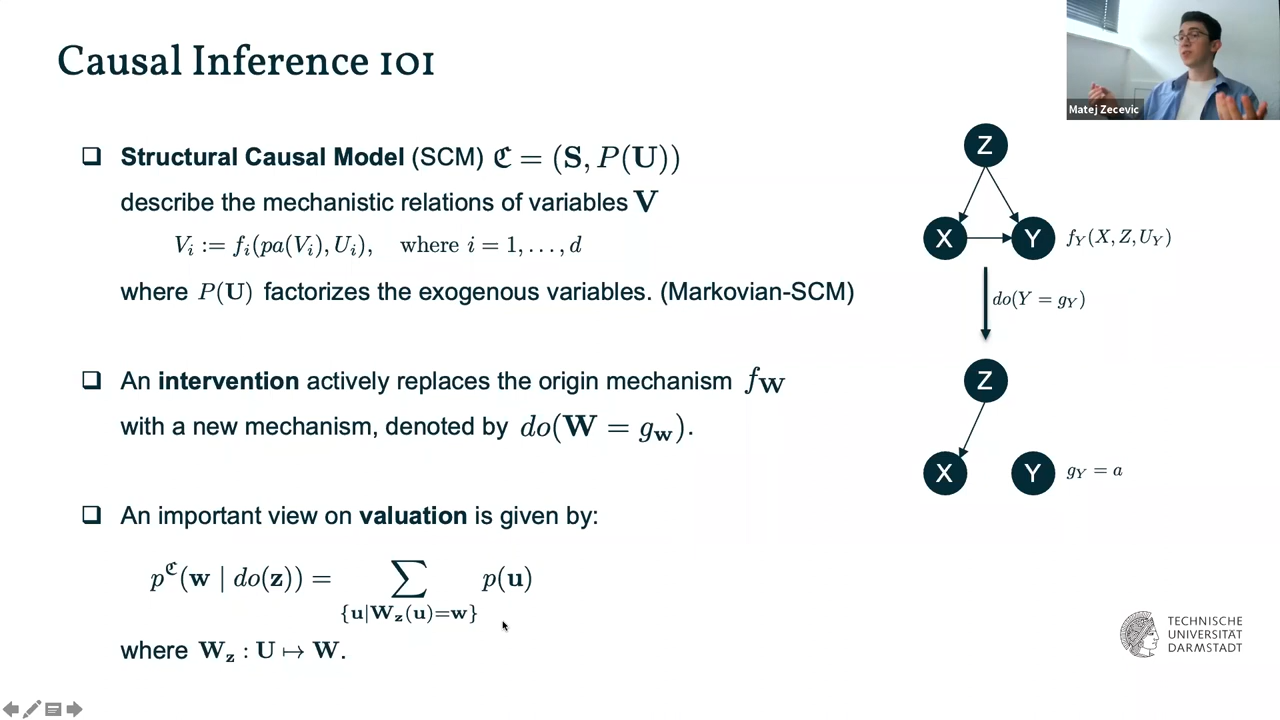 Causal Inference 101
Matej Zecevic
❑ Structural Causal Model (SCM) ℭ = (𝐒, P(𝐔))
describe the mechanistic relations of variables 𝐕
V_i := f_i(pa(V_i), U_i), where i = 1, . . . , d
where P(𝐔) factorizes the exogenous variables. (Markovian-SCM)
❑ An intervention actively replaces the origin mechanism f_𝐖
with a new mechanism, denoted by do(𝐖 = g_𝐰).
❑ An important view on valuation is given by:
p^ℭ(𝐰 | do(𝐳)) = ∑_{{𝐮|𝐖_𝐳(𝐮)=𝐰}} p(𝐮)
where 𝐖_𝐳 : 𝐔 ↦ 𝐖.
Z
X
Y
f_Y(X, Z, U_Y)
do(Y = g_Y)
Z
X
Y
g_Y = a
TECHNISCHE
UNIVERSITÄT
DARMSTADT